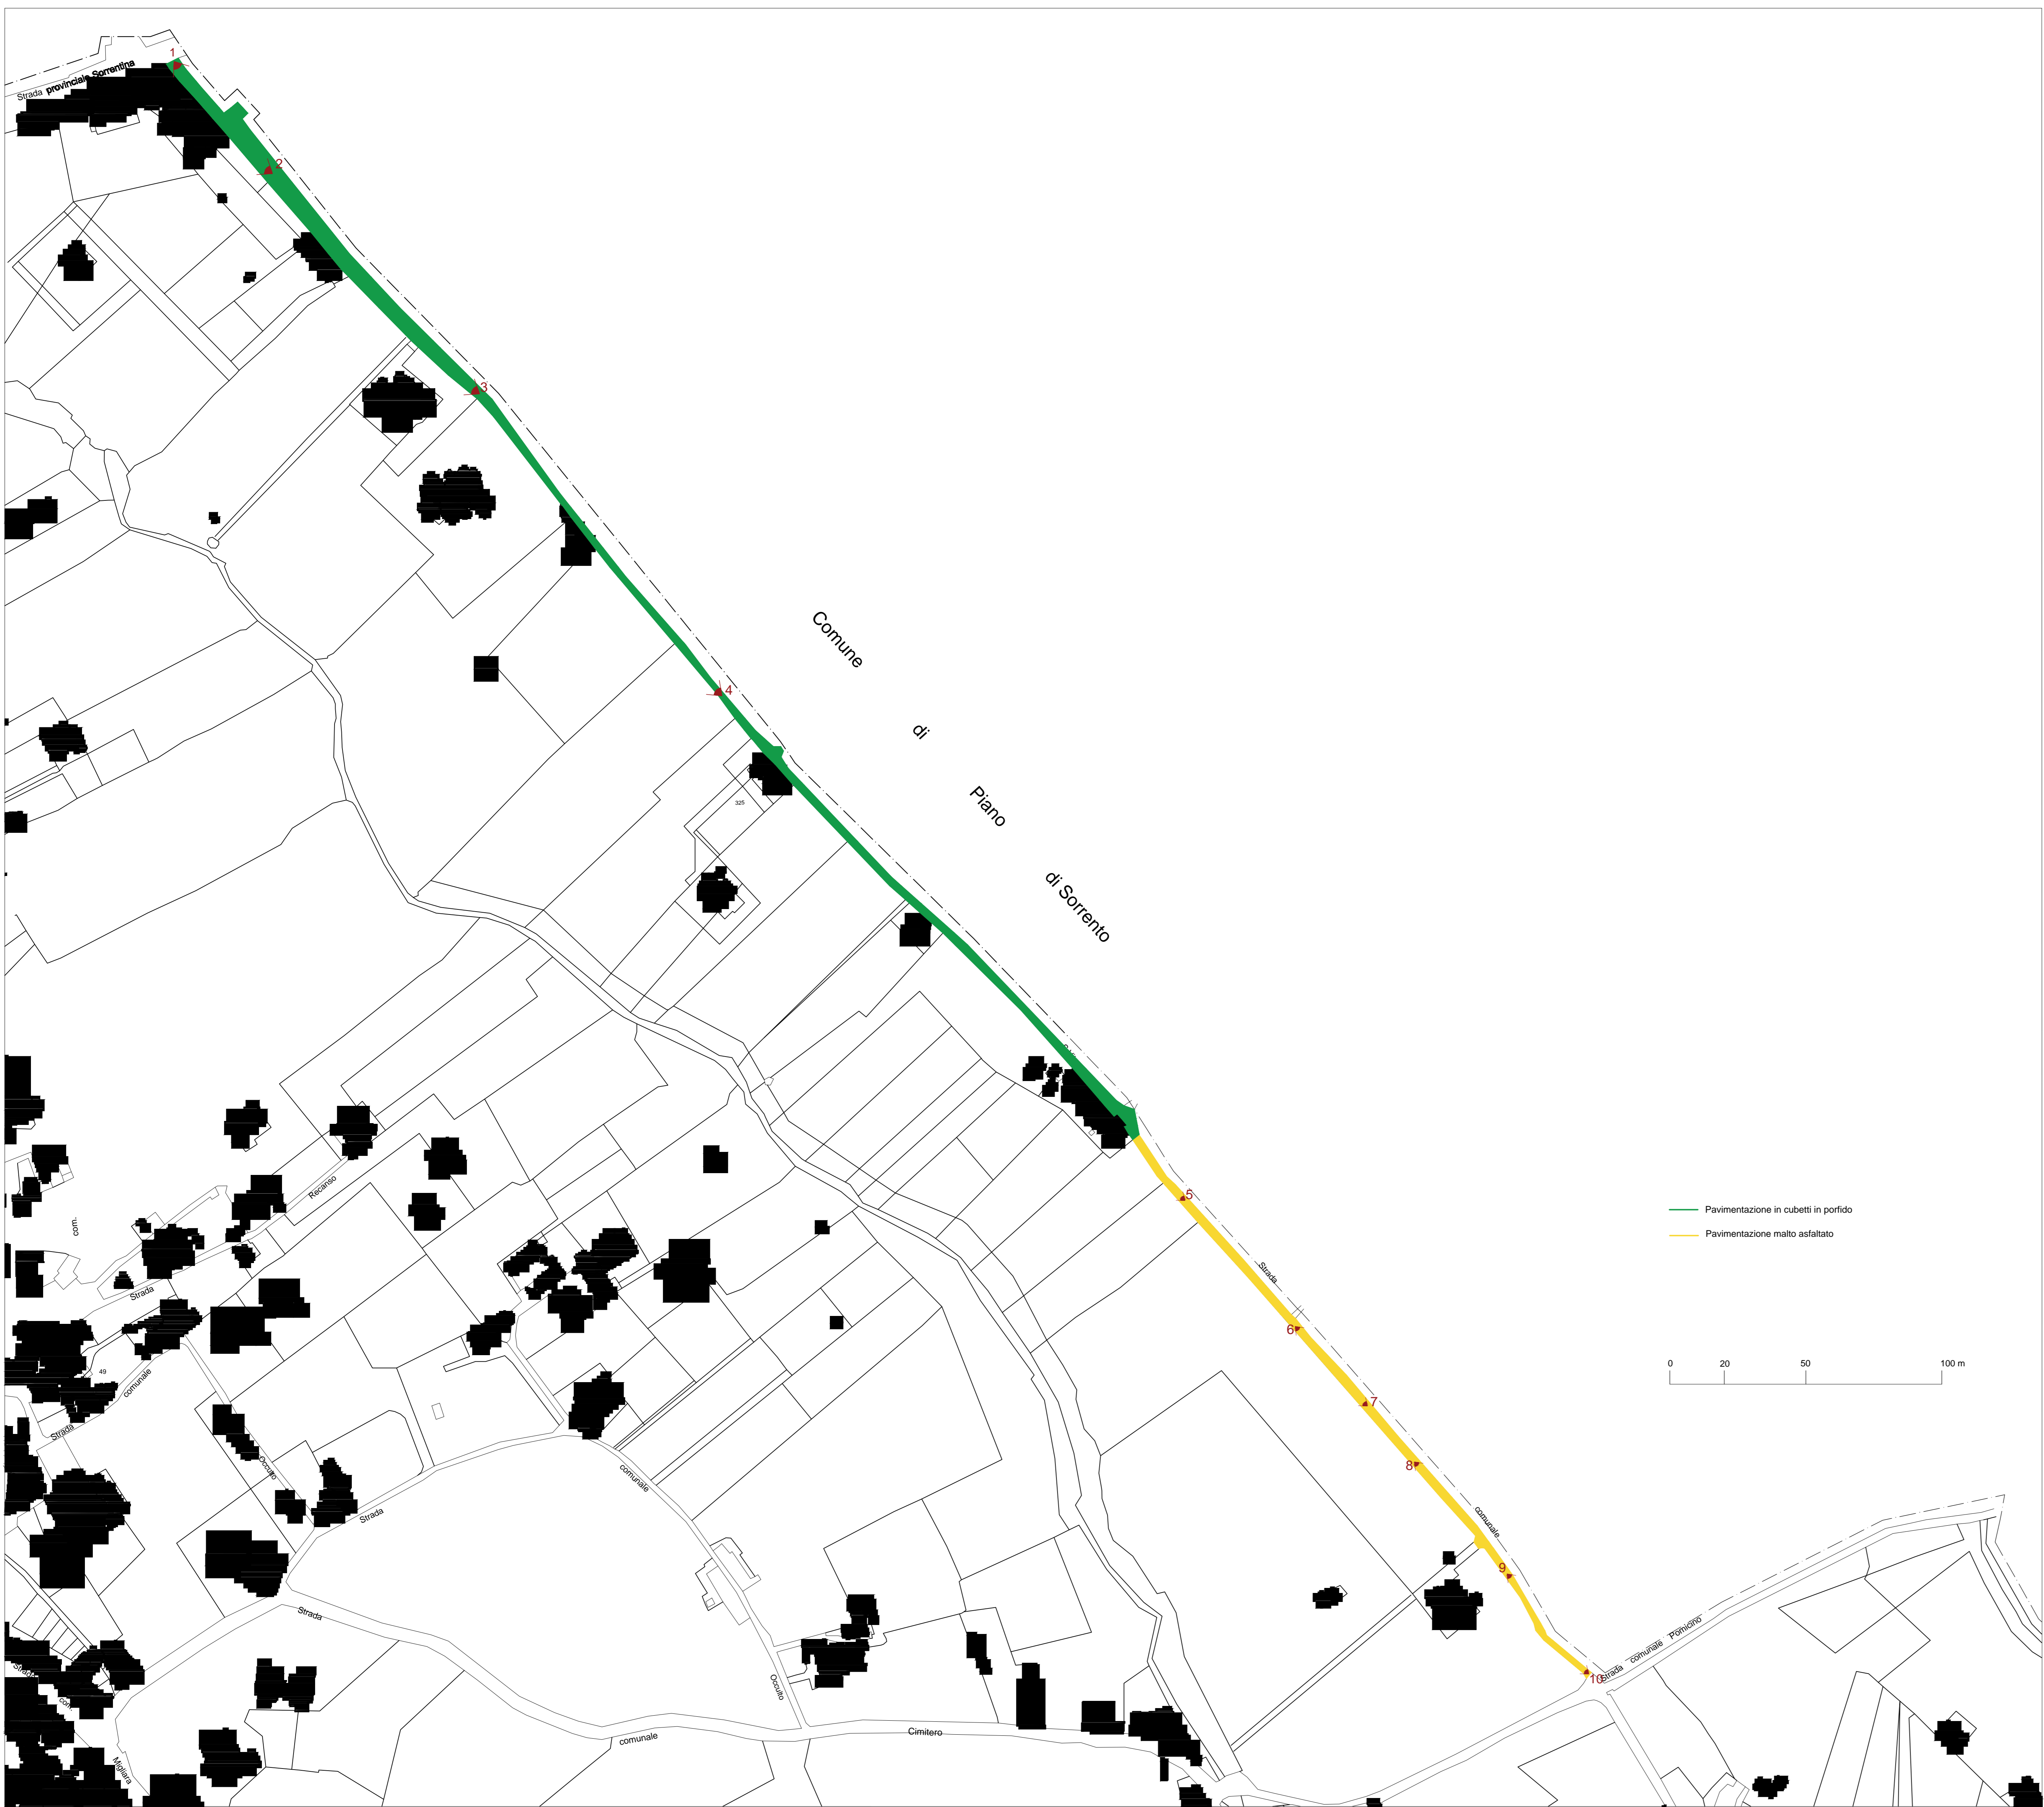 1
Strada provinciale Sorrentina
2
3
Comune
4
di
Piano
325
di Sorrento
5
Recanso
Pavimentazione in cubetti in porfido
com.
Pavimentazione malto asfaltato
Strada
Strada
6
0 20 50 100 m
49
comunale
7
Strada
Occulto
8
comunale
Strada
comunale
9
Strada
Strada comunale Pomicino
10
Strada
Occulto
comunale
Cimitero
Migliara